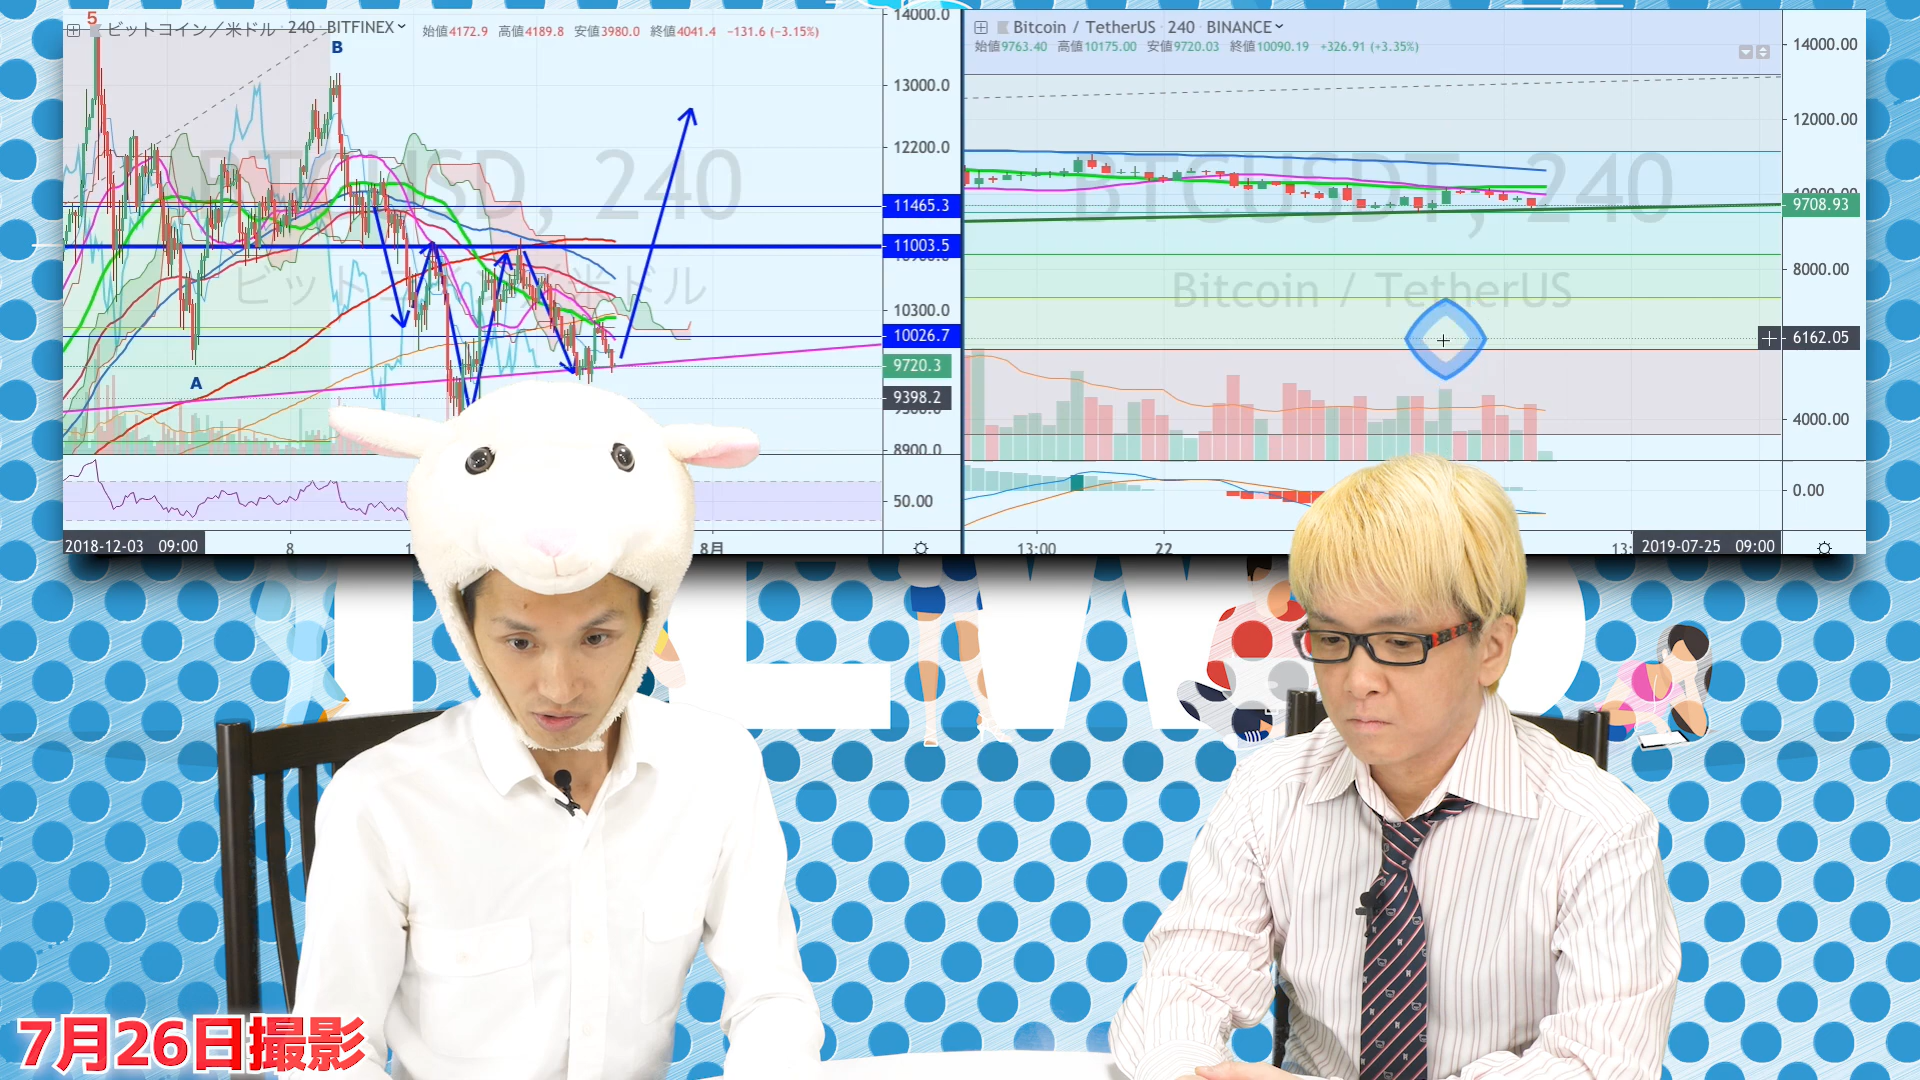 5
ビットコイン／米ドル · 240 · BITFINEX
始値4172.9 高値4189.8 安値3980.0 終値4041.4 −131.6 (−3.15%)
B
A
BTCUSD, 240
ビットコイン／米ドル
14000.0
13000.0
12200.0
11465.3
11003.5
10300.0
10026.7
9720.3
9398.2
8900.0
50.00
2018-12-03 09:00
8
8月
Bitcoin / TetherUS · 240 · BINANCE
始値9763.40 高値10175.00 安値9720.03 終値10090.19 +326.91 (+3.35%)
BTCUSDT, 240
Bitcoin / TetherUS
14000.00
12000.00
9708.93
8000.00
6162.05
4000.00
0.00
13:00
22
2019-07-25 09:00
7月26日撮影